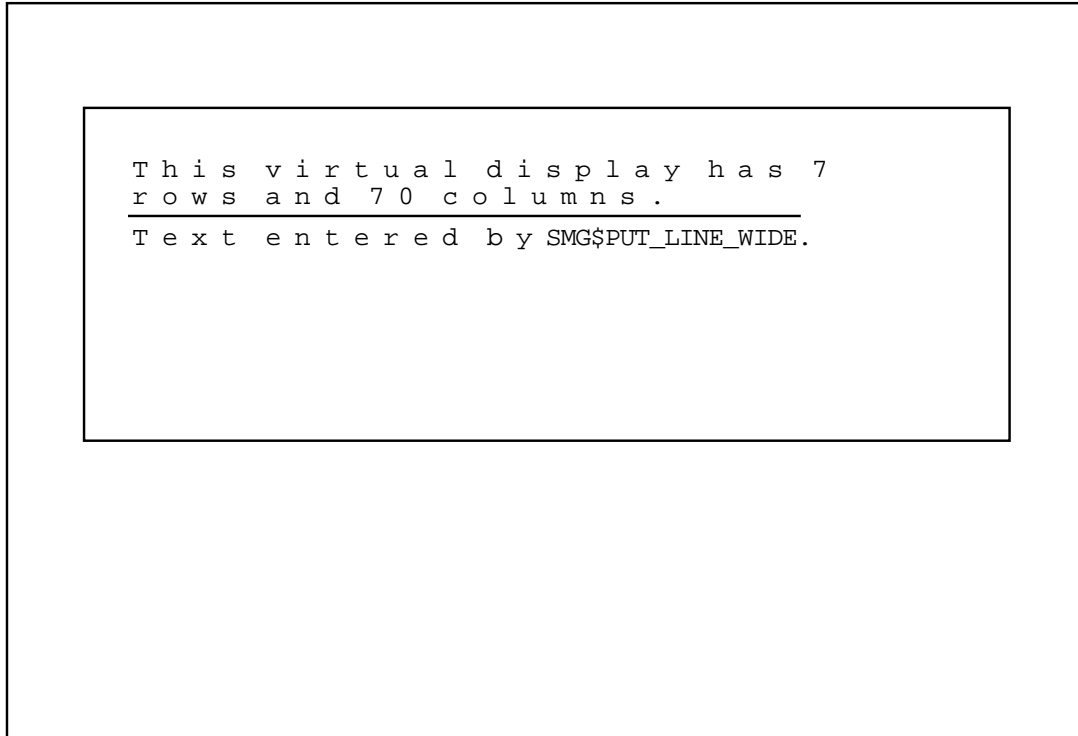 This virtual display has 7
rows and 70 columns.
Text entered by SMG$PUT_LINE_WIDE.